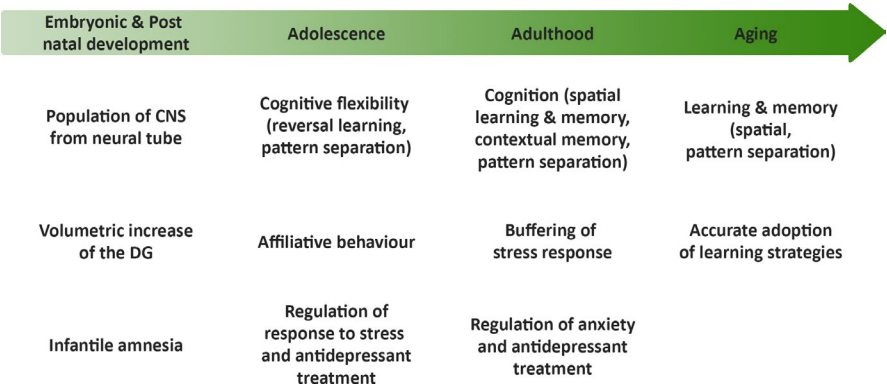 Embryonic & Post
natal development
Adolescence
Adulthood
Aging
Population of CNS
from neural tube
Cognitive flexibility
(reversal learning,
pattern separation)
Cognition (spatial
learning & memory,
contextual memory,
pattern separation)
Learning & memory
(spatial,
pattern separation)
Volumetric increase
of the DG
Affiliative behaviour
Buffering of
stress response
Accurate adoption
of learning strategies
Infantile amnesia
Regulation of
response to stress
and antidepressant
treatment
Regulation of anxiety
and antidepressant
treatment